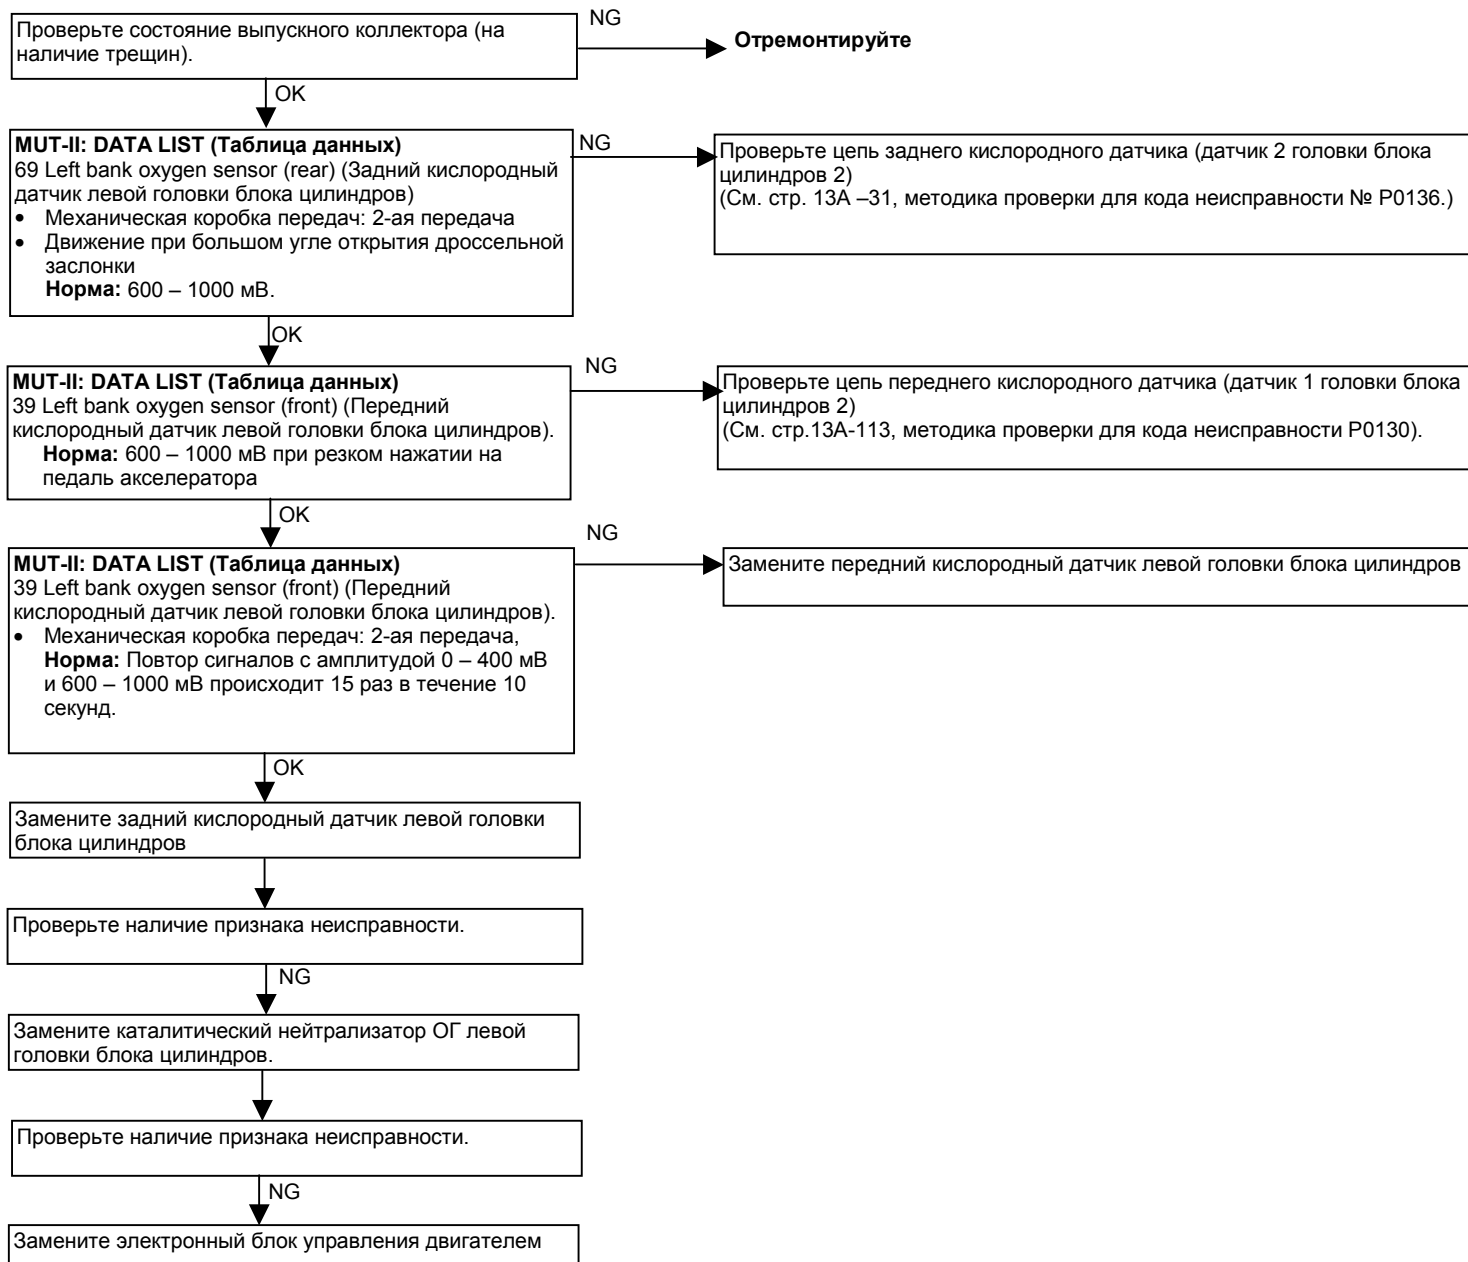 Проверьте состояние выпускного коллектора (на
наличие трещин).
NG
Отремонтируйте
OK
MUT-II: DATA LIST (Таблица данных)
69 Left bank oxygen sensor (rear) (Задний кислородный
датчик левой головки блока цилиндров)
• Механическая коробка передач: 2-ая передача
• Движение при большом угле открытия дроссельной
заслонки
Норма: 600 – 1000 мВ.
NG
Проверьте цепь заднего кислородного датчика (датчик 2 головки блока
цилиндров 2)
(См. стр. 13А –31, методика проверки для кода неисправности № Р0136.)
OK
MUT-II: DATA LIST (Таблица данных)
39 Left bank oxygen sensor (front) (Передний
кислородный датчик левой головки блока цилиндров).
Норма: 600 – 1000 мВ при резком нажатии на
педаль акселератора
NG
Проверьте цепь переднего кислородного датчика (датчик 1 головки блока
цилиндров 2)
(См. стр.13А-113, методика проверки для кода неисправности Р0130).
OK
MUT-II: DATA LIST (Таблица данных)
39 Left bank oxygen sensor (front) (Передний
кислородный датчик левой головки блока цилиндров).
• Механическая коробка передач: 2-ая передача,
Норма: Повтор сигналов с амплитудой 0 – 400 мВ
и 600 – 1000 мВ происходит 15 раз в течение 10
секунд.
NG
Замените передний кислородный датчик левой головки блока цилиндров
OK
Замените задний кислородный датчик левой головки
блока цилиндров
Проверьте наличие признака неисправности.
NG
Замените каталитический нейтрализатор ОГ левой
головки блока цилиндров.
Проверьте наличие признака неисправности.
NG
Замените электронный блок управления двигателем